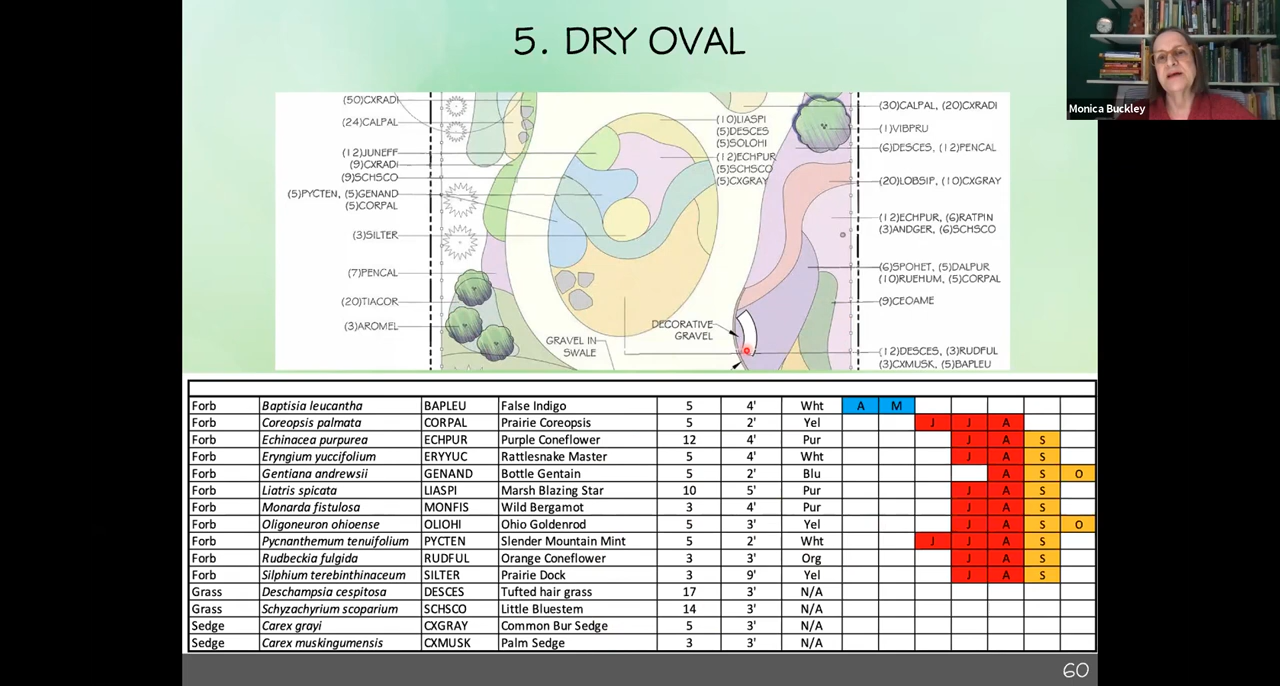 5. DRY OVAL
Monica Buckley
(50)CXRADI
(24)CALPAL
(12)JUNEFF
(9)CXRADI
(9)SCHSCO
(5)PYCTEN, (5)GENAND
(5)CORPAL
(3)SILTER
(7)PENCAL
(20)TIACOR
(3)AROMEL
(10)LIASPI
(5)DESCES
(5)SOLOHI
(12)ECHPUR
(5)SCHSCO
(5)CXGRAY
DECORATIVE
GRAVEL
GRAVEL IN
SWALE
(30)CALPAL, (20)CXRADI
(1)VIBPRU
(6)DESCES, (12)PENCAL
(20)LOBSIP, (10)CXGRAY
(12)ECHPUR, (6)RATPIN
(3)ANDGER, (6)SCHSCO
(6)SPOHET, (5)DALPUR
(10)RUEHUM, (5)CORPAL
(9)CEOAME
(12)DESCES, (3)RUDFUL
(3)CXMUSK, (5)BAPLEU
Forb Baptisia leucantha BAPLEU False Indigo 5 4' Wht A M
Forb Coreopsis palmata CORPAL Prairie Coreopsis 5 2' Yel J J A
Forb Echinacea purpurea ECHPUR Purple Coneflower 12 4' Pur J A S
Forb Eryngium yuccifolium ERYYUC Rattlesnake Master 5 4' Wht J A S
Forb Gentiana andrewsii GENAND Bottle Gentain 5 2' Blu A S O
Forb Liatris spicata LIASPI Marsh Blazing Star 10 5' Pur J A S
Forb Monarda fistulosa MONFIS Wild Bergamot 3 4' Pur J A S
Forb Oligoneron ohioense OLIOHI Ohio Goldenrod 5 3' Yel J A S O
Forb Pycnanthemum tenuifolium PYCTEN Slender Mountain Mint 5 2' Wht J J A S
Forb Rudbeckia fulgida RUDFUL Orange Coneflower 3 3' Org J A S
Forb Silphium terebinthinaceum SILTER Prairie Dock 3 9' Yel J A S
Grass Deschampsia cespitosa DESCES Tufted hair grass 17 3' N/A
Grass Schyzachyrium scoparium SCHSCO Little Bluestem 14 3' N/A
Sedge Carex grayi CXGRAY Common Bur Sedge 5 3' N/A
Sedge Carex muskingumensis CXMUSK Palm Sedge 3 3' N/A
60